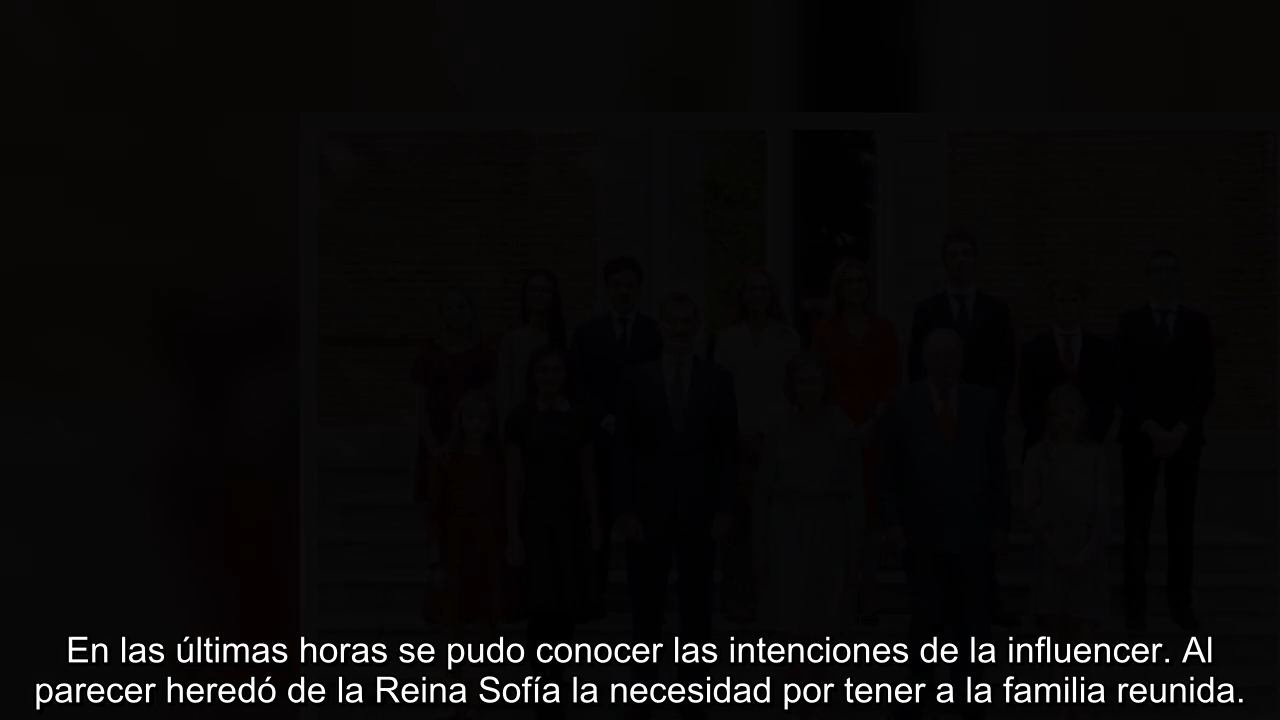 En las últimas horas se pudo conocer las intenciones de la influencer. Al
parecer heredó de la Reina Sofía la necesidad por tener a la familia reunida.